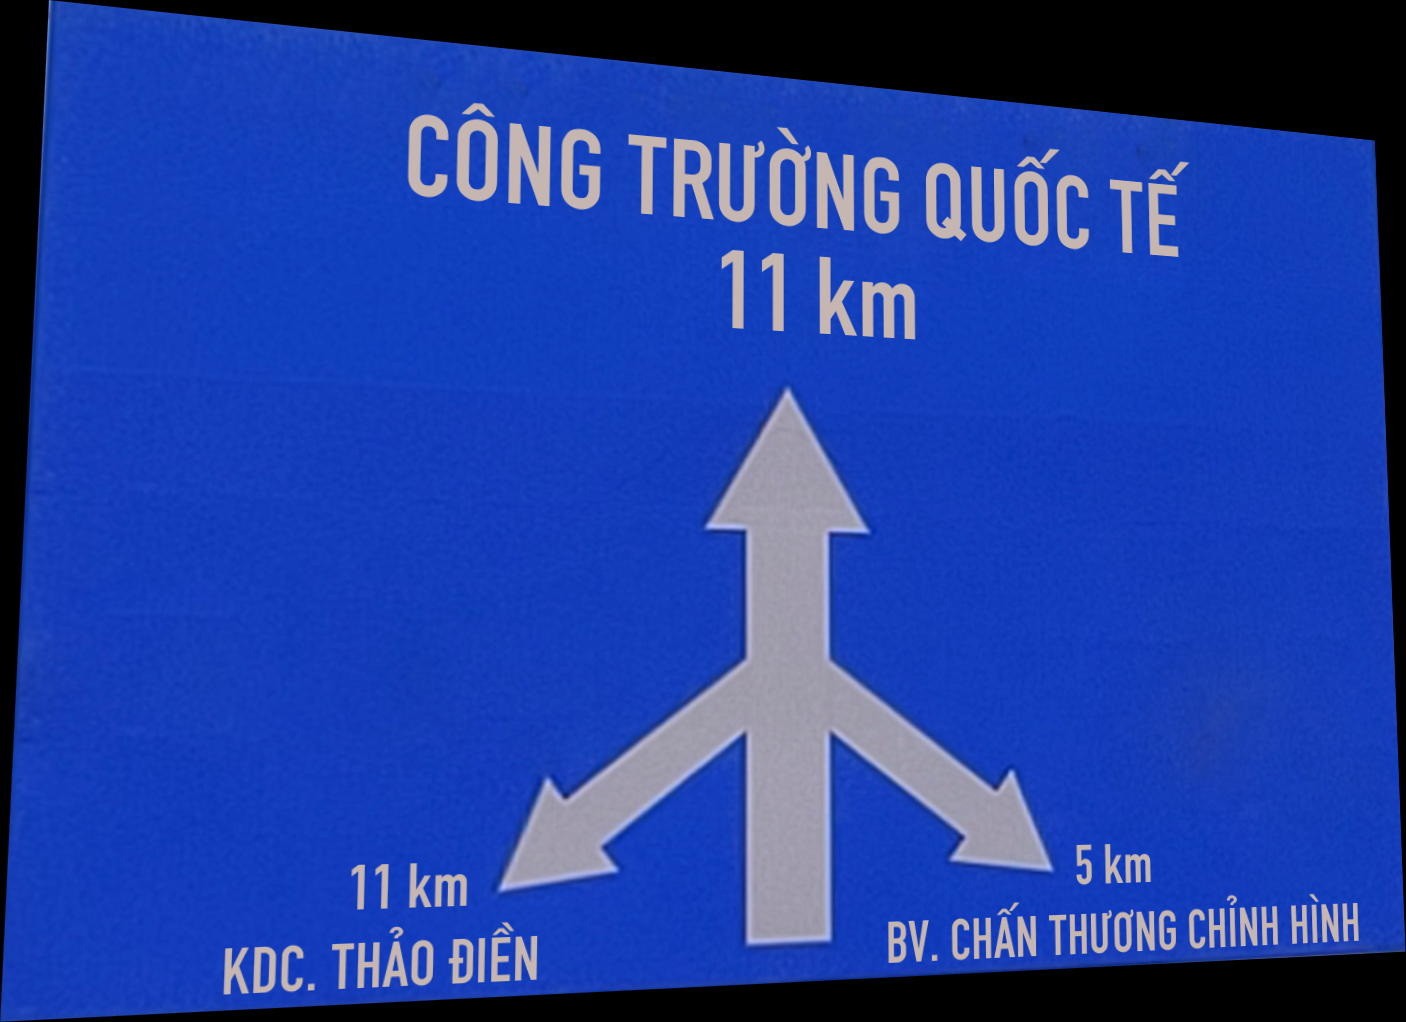 CÔNG TRƯỜNG QUỐC TẾ
11 km
11 km
KDC. THẢO ĐIỀN
5 km
BV. CHẤN THƯƠNG CHỈNH HÌNH